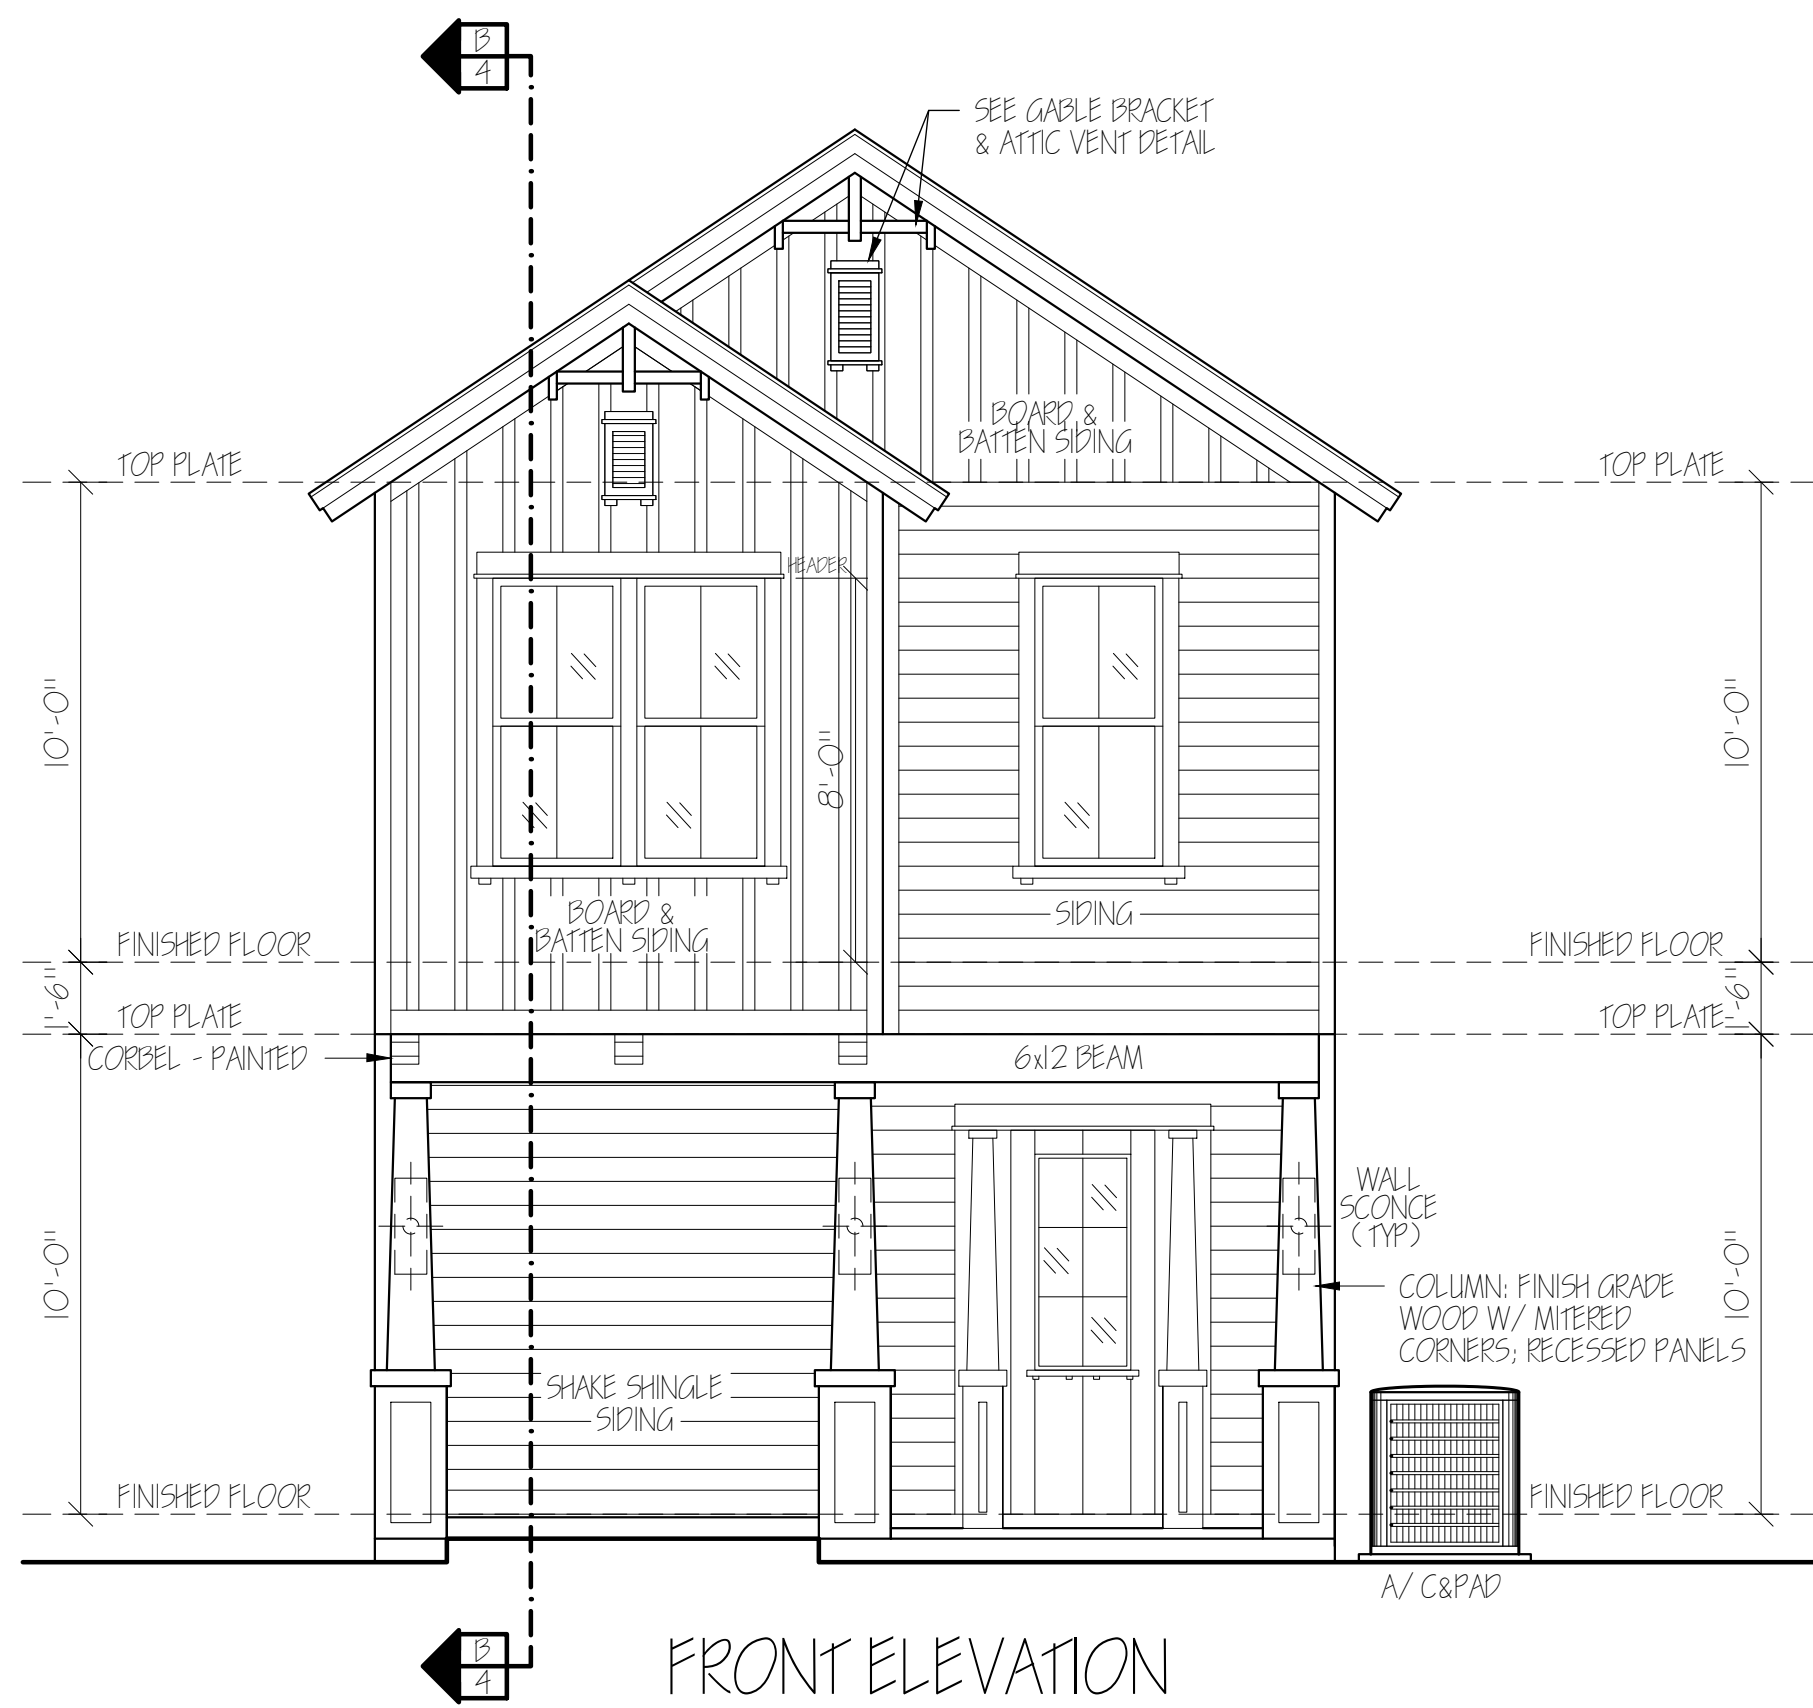 B
4
SEE GABLE BRACKET
& ATTIC VENT DETAIL
BOARD &
BATTEN SIDING
TOP PLATE
TOP PLATE
HEADER
10'-0"
8'-0"
10'-0"
BOARD &
BATTEN SIDING
SIDING
FINISHED FLOOR
FINISHED FLOOR
1'-6"
1'-6"
TOP PLATE
TOP PLATE
CORBEL - PAINTED
6x12 BEAM
WALL
SCONCE
(TYP)
10'-0"
10'-0"
COLUMN: FINISH GRADE
WOOD W/ MITERED
CORNERS; RECESSED PANELS
SHAKE SHINGLE
SIDING
FINISHED FLOOR
FINISHED FLOOR
A/C&PAD
B
4
FRONT ELEVATION